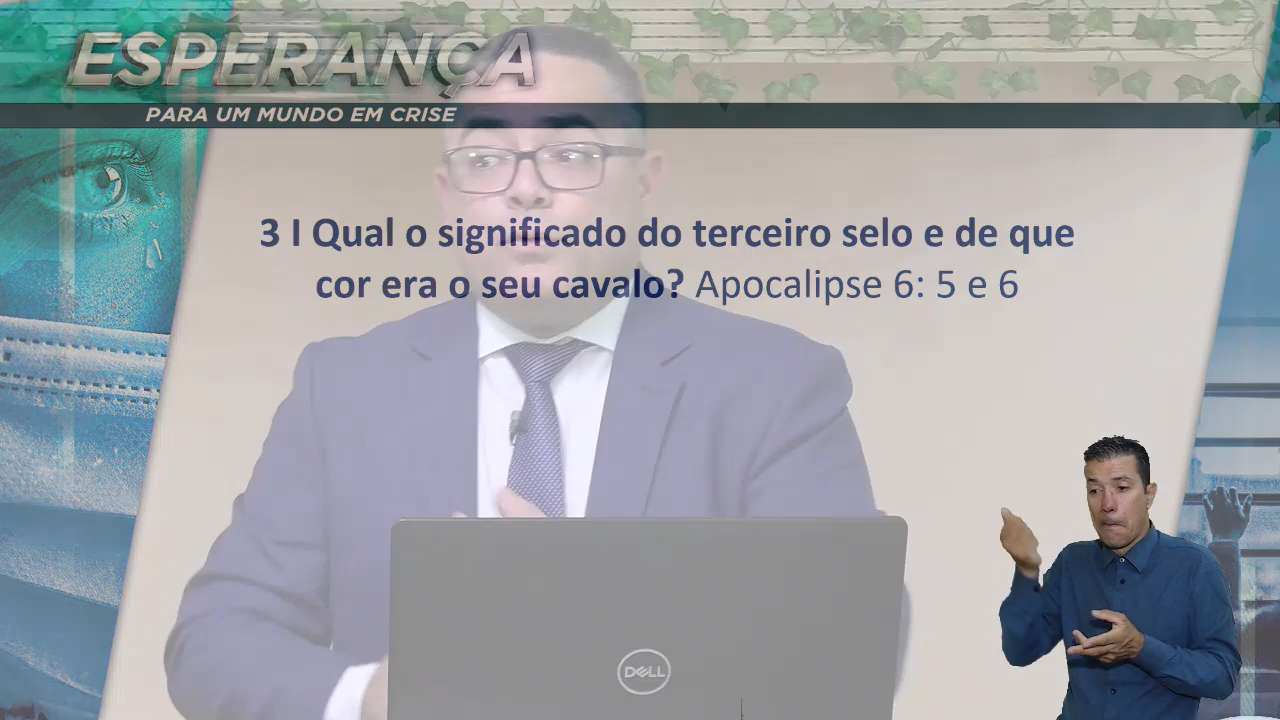 ESPERANÇA
PARA UM MUNDO EM CRISE
3 I Qual o significado do terceiro selo e de que
cor era o seu cavalo? Apocalipse 6: 5 e 6
DELL